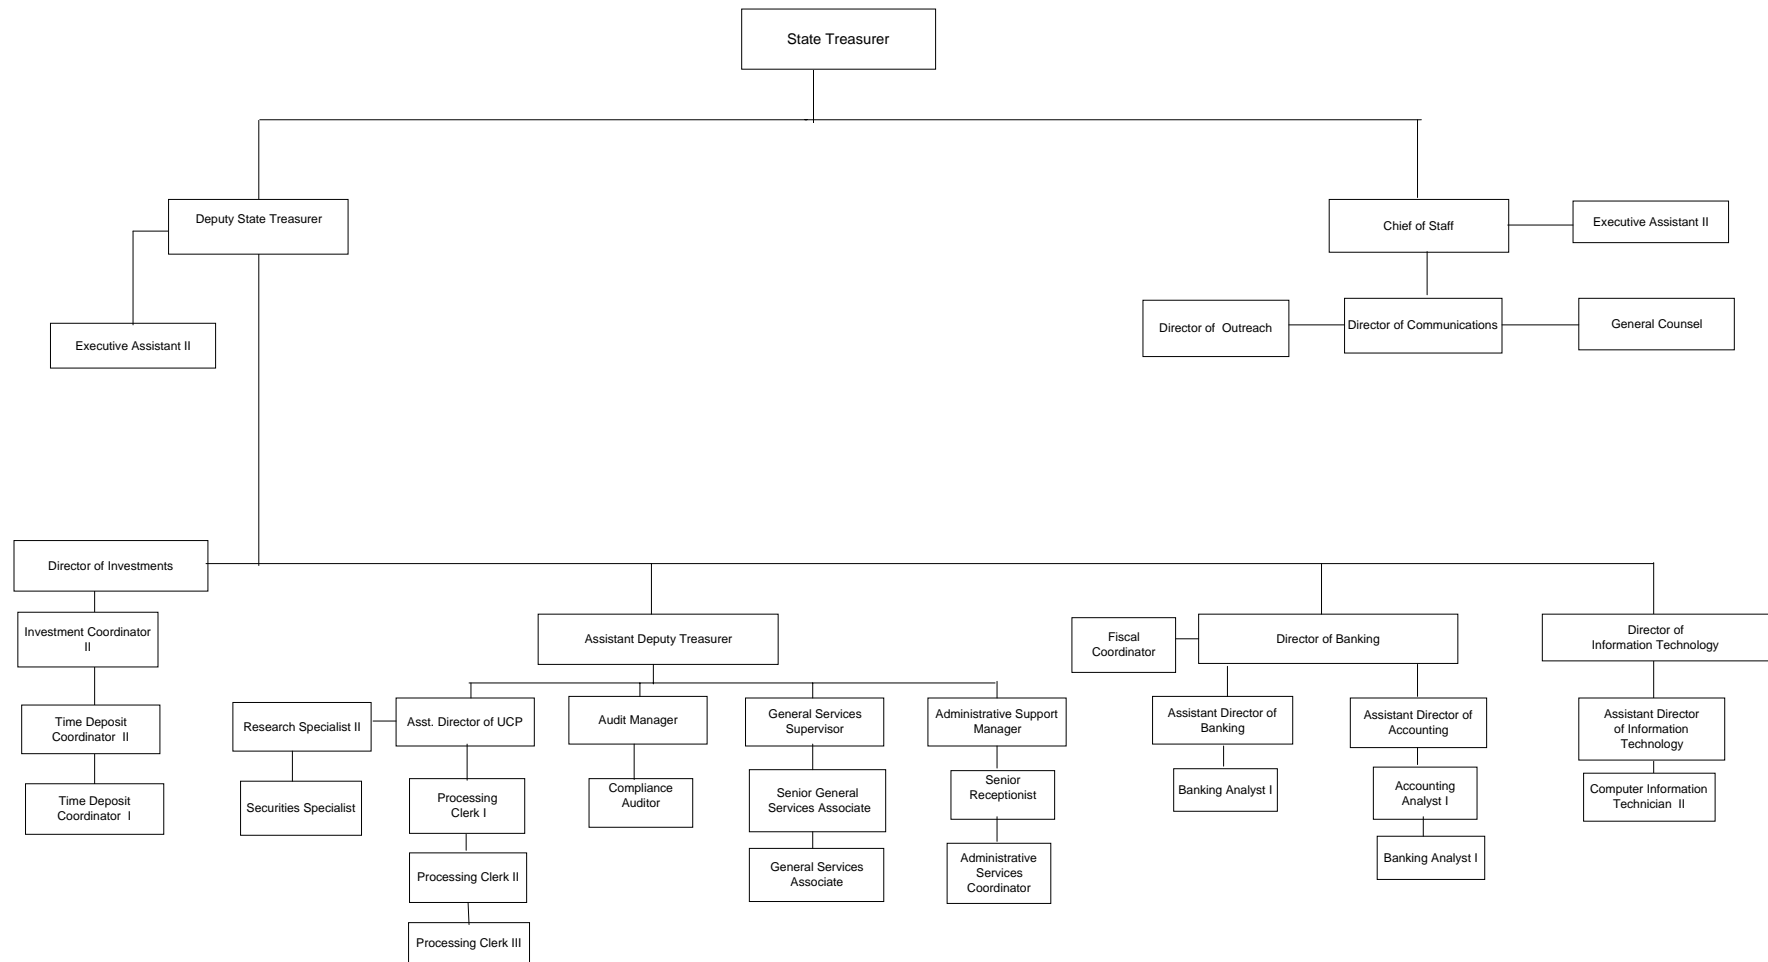 State Treasurer
Deputy State Treasurer
Chief of Staff
Executive Assistant II
Executive Assistant II
Director of  Outreach
Director of Communications
General Counsel
Director of Investments
Investment Coordinator
II
Time Deposit
Coordinator  II
Time Deposit
Coordinator  I
Assistant Deputy Treasurer
Fiscal
Coordinator
Director of Banking
Director of
Information Technology
Research Specialist II
Securities Specialist
Asst. Director of UCP
Processing
Clerk I
Processing Clerk II
Processing Clerk III
Audit Manager
Compliance
Auditor
General Services
Supervisor
Senior General
Services Associate
General Services
Associate
Administrative Support
Manager
Senior
Receptionist
Administrative
Services
Coordinator
Assistant Director of
Banking
Banking Analyst I
Assistant Director of
Accounting
Accounting
Analyst I
Banking Analyst I
Assistant Director
of Information
Technology
Computer Information
Technician  II